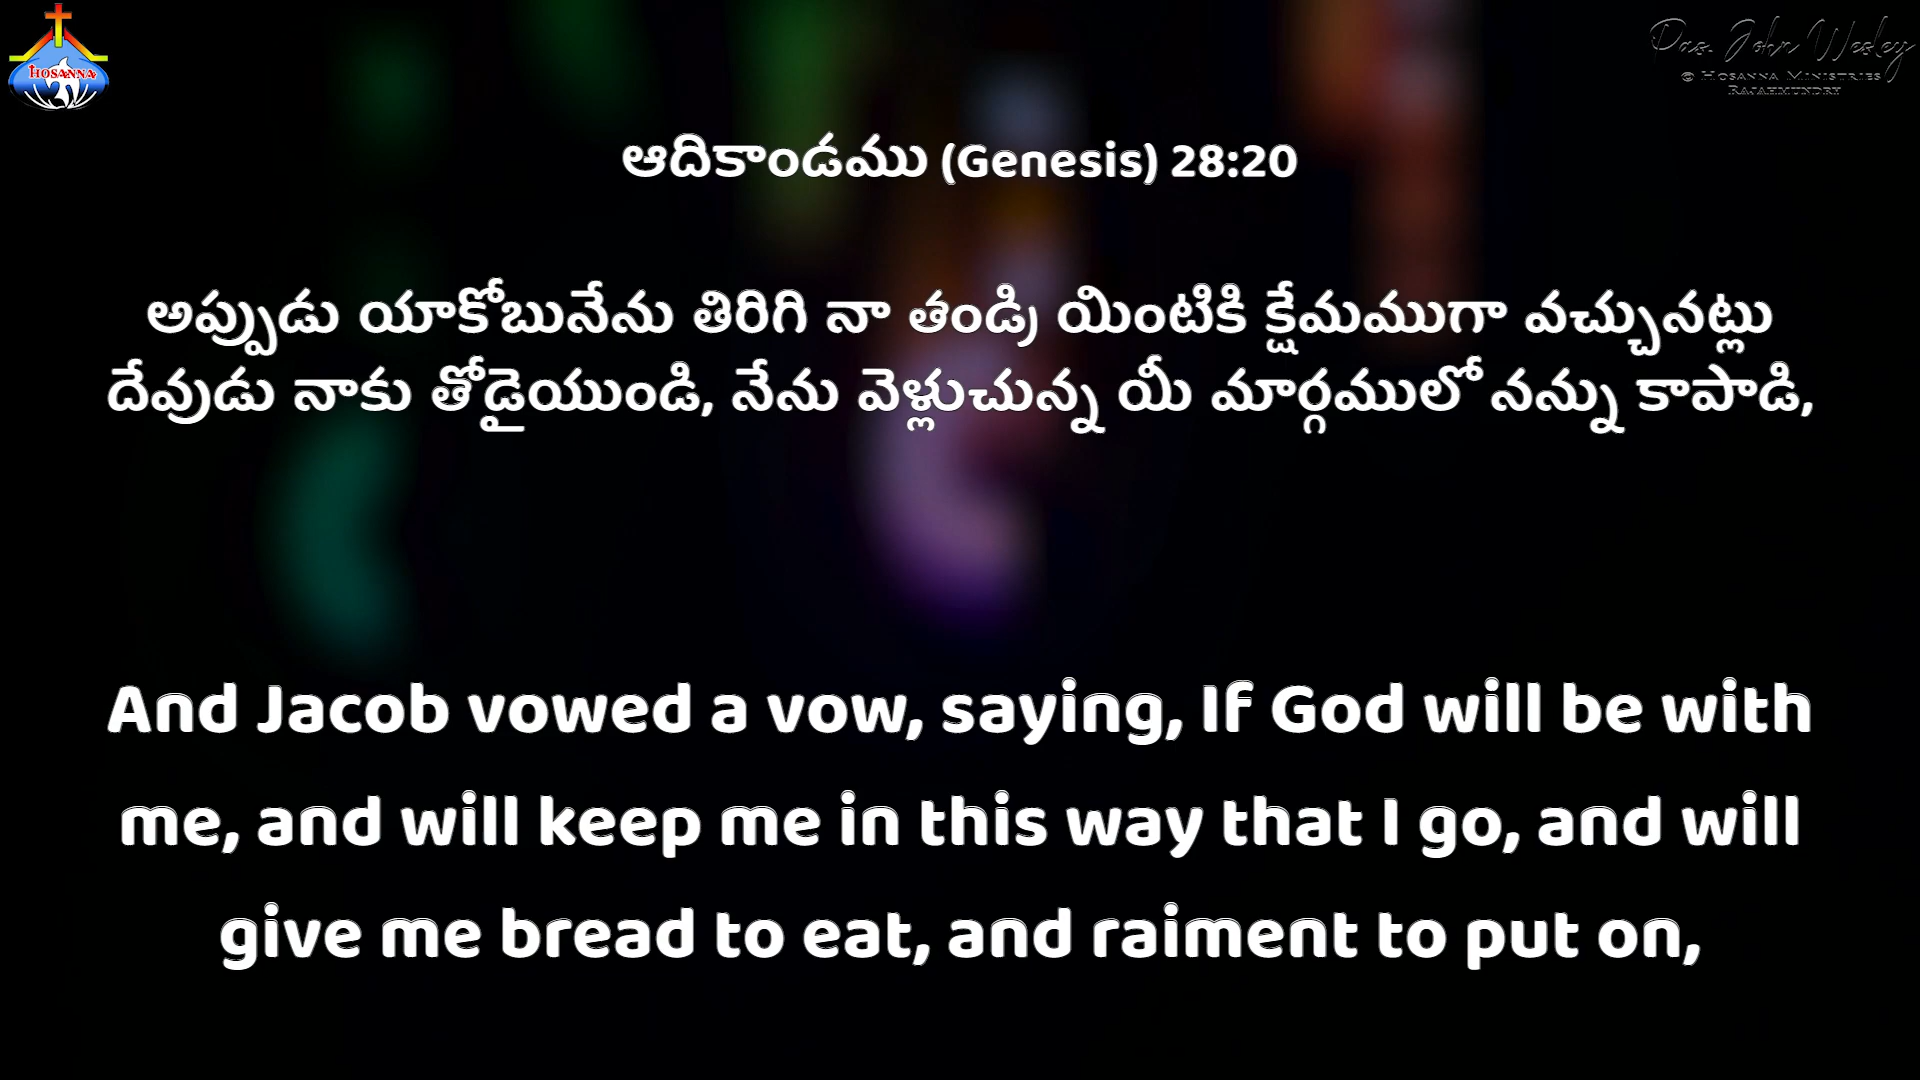 HOSANNA
Pas. John Wesley
© Hosanna Ministries
Rajahmundry
ఆదికాండము (Genesis) 28:20
అప్పుడు యాకోబునేను తిరిగి నా తండ్రి యింటికి క్షేమముగా వచ్చునట్లు
దేవుడు నాకు తోడైయుండి, నేను వెళ్లుచున్న యీ మార్గములో నన్ను కాపాడి,
And Jacob vowed a vow, saying, If God will be with
me, and will keep me in this way that I go, and will
give me bread to eat, and raiment to put on,